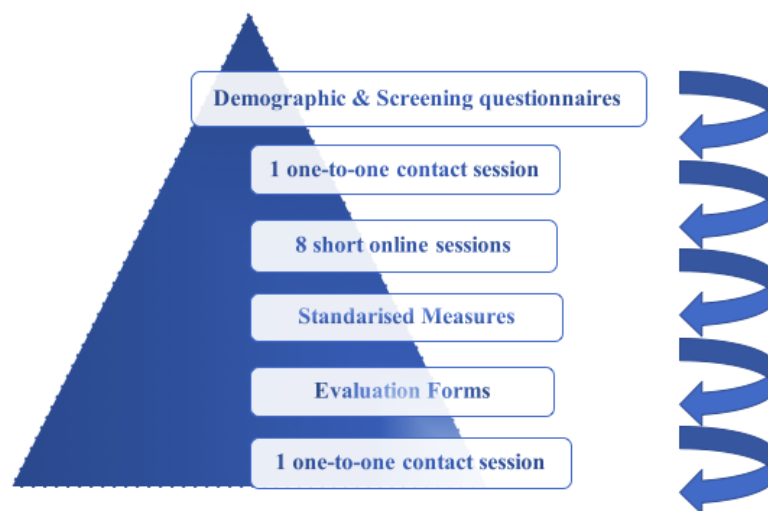 Demographic & Screening questionnaires
1 one-to-one contact session
8 short online sessions
Standarised Measures
Evaluation Forms
1 one-to-one contact session